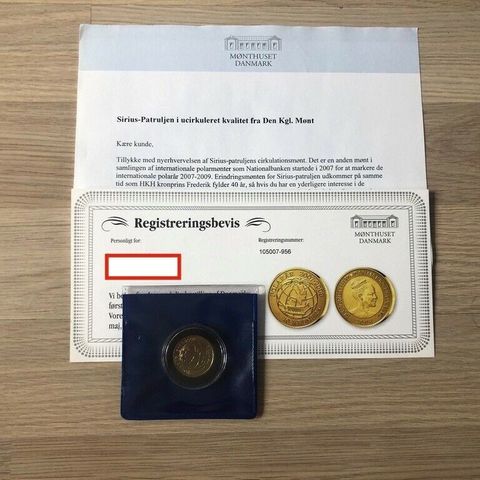 MØNTHUSET
DANMARK
Sirius-Patruljen i ucirkuleret kvalitet fra Den Kgl. Mønt
Kære kunde,
Tillykke med nyerhvervelsen af Sirius-patruljens cirkulationsmønt. Det er en anden mønt i
samlingen af internationale polarmønter som Nationalbanken startede i 2007 for at markere de
internationale polarår 2007-2009. Erindringsmønten for Sirius-patruljen udkommer på samme
tid som HKH kronprins Frederik fylder 40 år, så hvis du har en yderligere interesse i de
Registreringsbevis
MØNTHUSET
DANMARK
Personligt for:
Registreringsnummer:
105007-956
Vi be
først
Vore
maj,